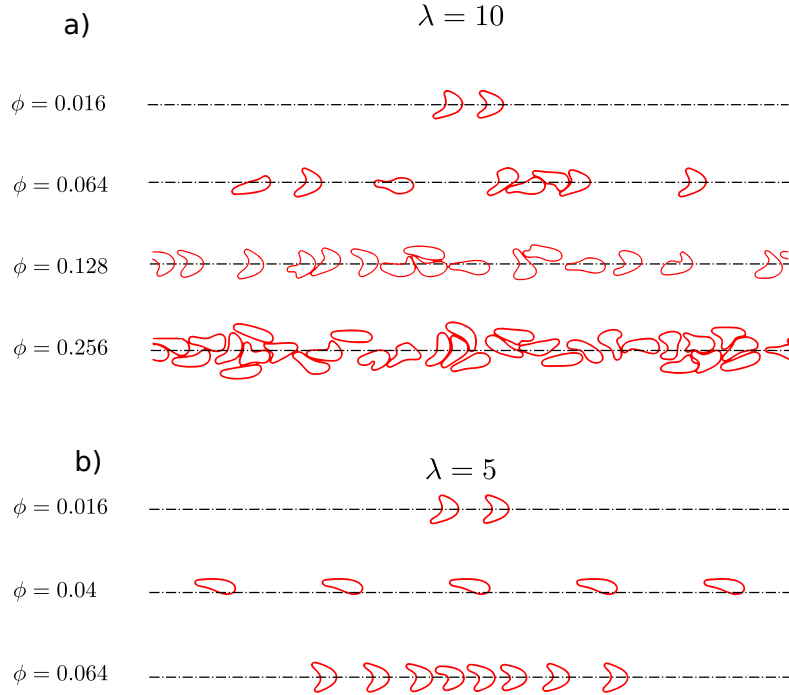 a)
λ = 10
ϕ = 0.016
ϕ = 0.064
ϕ = 0.128
ϕ = 0.256
b)
λ = 5
ϕ = 0.016
ϕ = 0.04
ϕ = 0.064